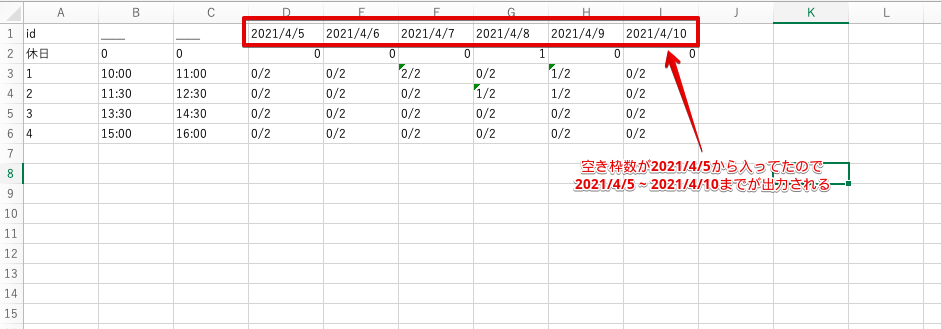 A B C D E F G H I J K L
1 id ____ ____ 2021/4/5 2021/4/6 2021/4/7 2021/4/8 2021/4/9 2021/4/10
2 休日 0 0 0 0 0 1 0 0
3 1 10:00 11:00 0/2 0/2 2/2 0/2 1/2 0/2
4 2 11:30 12:30 0/2 0/2 0/2 1/2 1/2 0/2
5 3 13:30 14:30 0/2 0/2 0/2 0/2 0/2 0/2
6 4 15:00 16:00 0/2 0/2 0/2 0/2 0/2 0/2
7
8
空き枠数が2021/4/5から入ってたので
2021/4/5 ~ 2021/4/10までが出力される
9
10
11
12
13
14
15